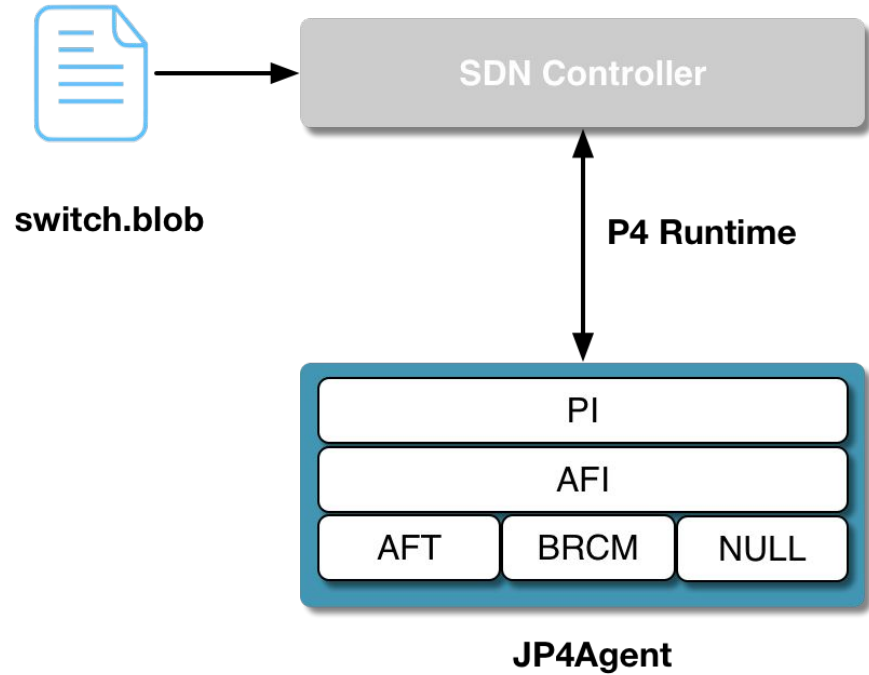 SDN Controller
switch.blob
P4 Runtime
PI
AFI
AFT BRCM NULL
JP4Agent